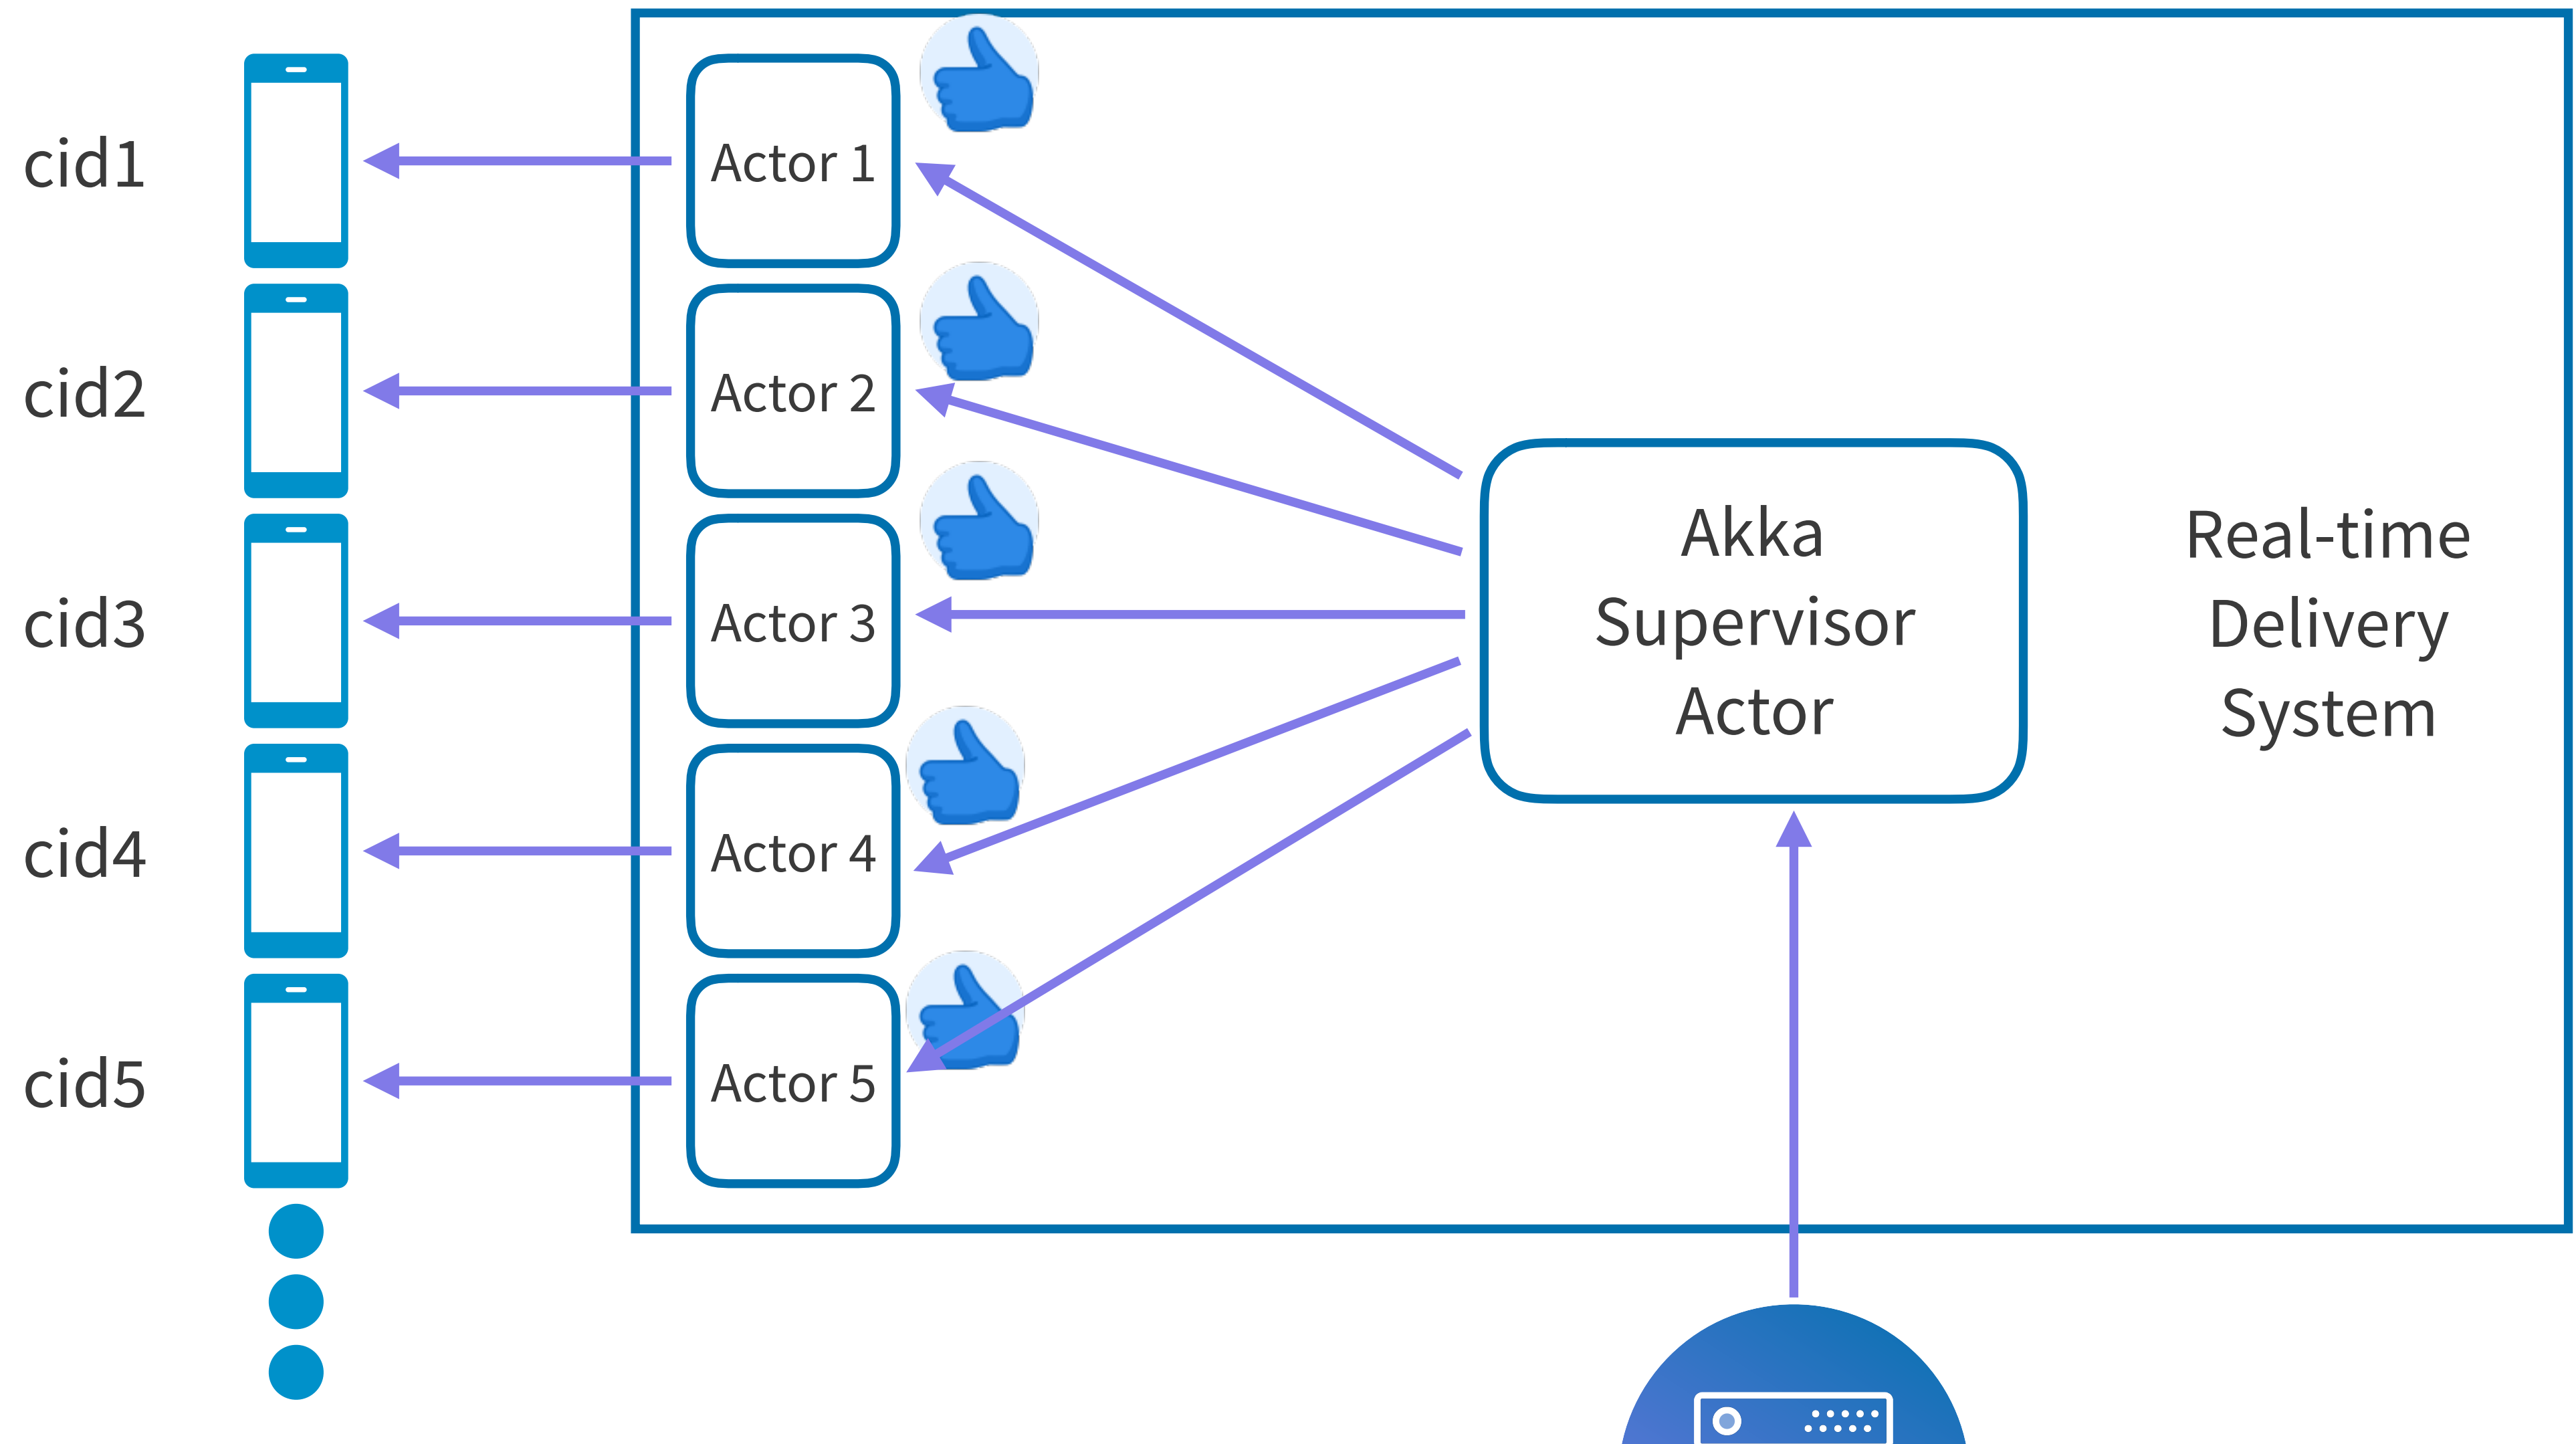 cid1
Actor 1
cid2
Actor 2
cid3
Actor 3
cid4
Actor 4
cid5
Actor 5
Akka
Supervisor
Actor
Real-time
Delivery
System